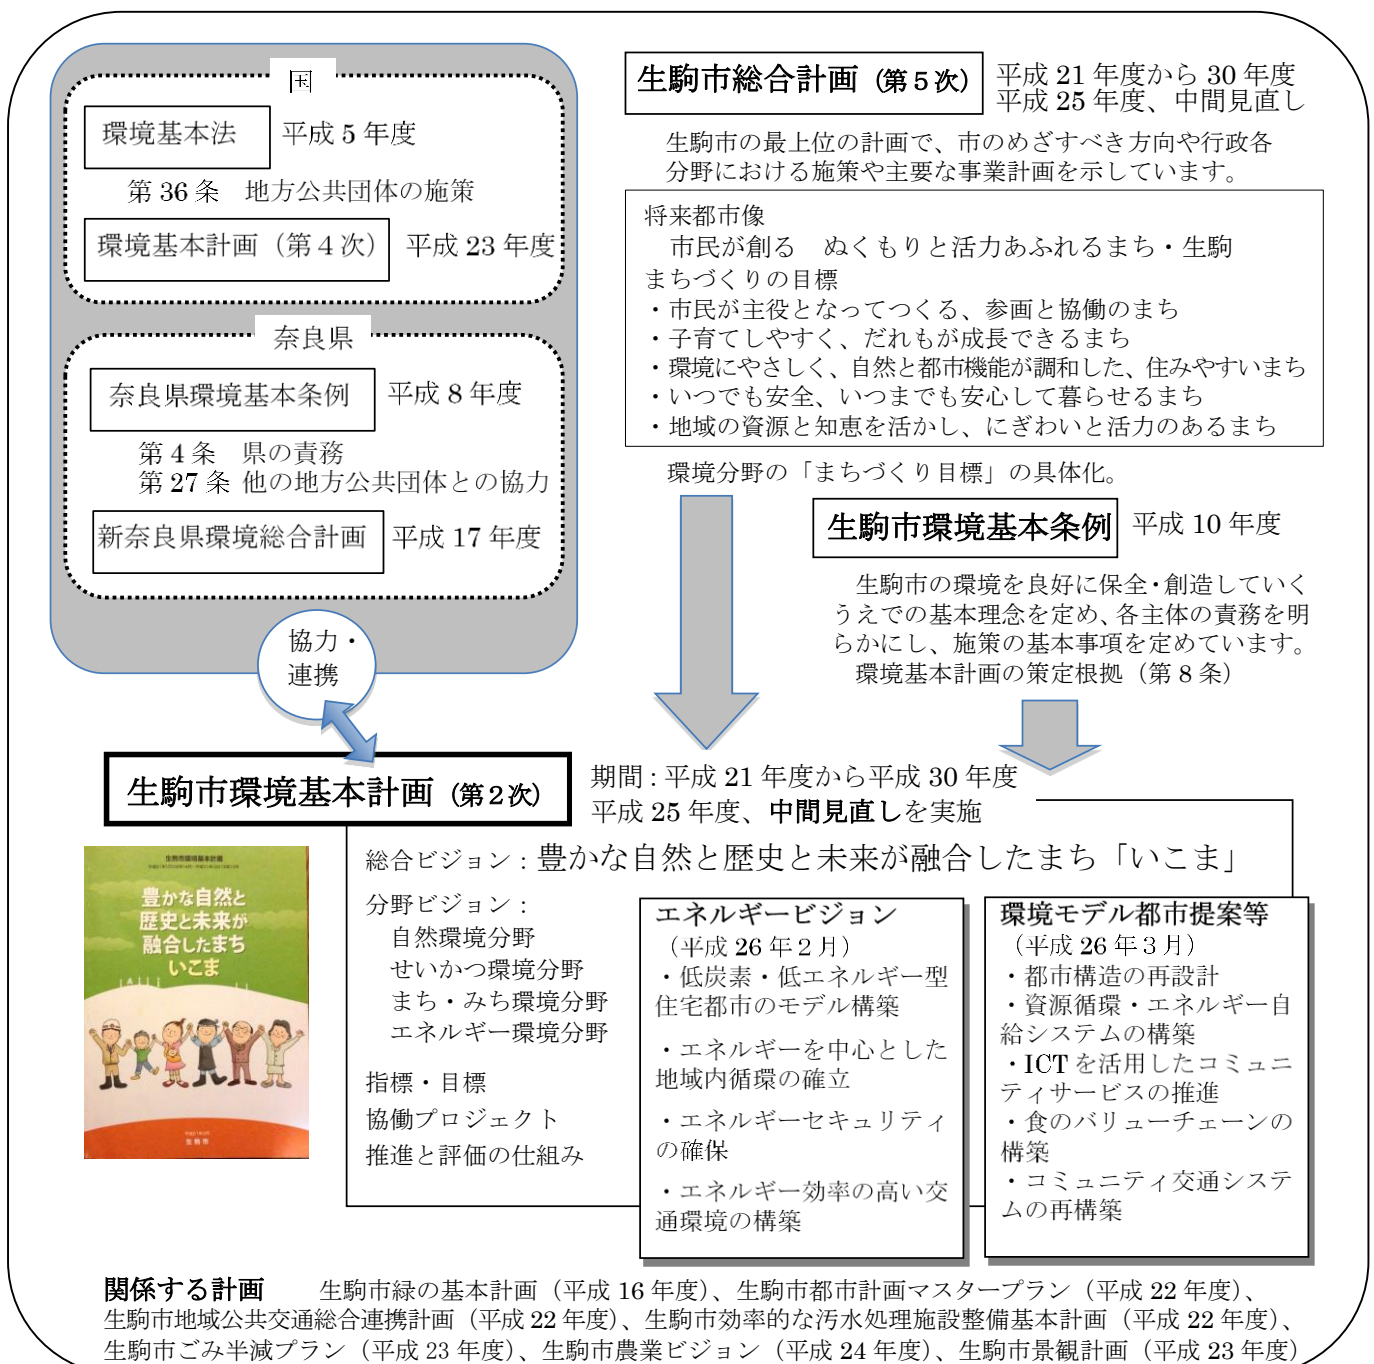 国
環境基本法 平成 5 年度
第 36 条 地方公共団体の施策
環境基本計画（第４次） 平成 23 年度
奈良県
奈良県環境基本条例 平成 8 年度
第 4 条 県の責務
第 27 条 他の地方公共団体との協力
新奈良県環境総合計画 平成 17 年度
協力・
連携
生駒市総合計画（第５次） 平成 21 年度から 30 年度
平成 25 年度、中間見直し
生駒市の最上位の計画で、市のめざすべき方向や行政各
分野における施策や主要な事業計画を示しています。
将来都市像
市民が創る ぬくもりと活力あふれるまち・生駒
まちづくりの目標
・市民が主役となってつくる、参画と協働のまち
・子育てしやすく、だれもが成長できるまち
・環境にやさしく、自然と都市機能が調和した、住みやすいまち
・いつでも安全、いつまでも安心して暮らせるまち
・地域の資源と知恵を活かし、にぎわいと活力のあるまち
環境分野の「まちづくり目標」の具体化。
生駒市環境基本条例 平成 10 年度
生駒市の環境を良好に保全・創造していく
うえでの基本理念を定め、各主体の責務を明
らかにし、施策の基本事項を定めています。
環境基本計画の策定根拠（第 8 条）
生駒市環境基本計画（第２次）
期間：平成 21 年度から平成 30 年度
平成 25 年度、中間見直しを実施
生駒市環境基本計画
豊かな自然と
歴史と未来が
融合したまち
いこま
生駒市
総合ビジョン：豊かな自然と歴史と未来が融合したまち「いこま」
分野ビジョン：
自然環境分野
せいかつ環境分野
まち・みち環境分野
エネルギー環境分野
指標・目標
協働プロジェクト
推進と評価の仕組み
エネルギービジョン
（平成 26 年２月）
・低炭素・低エネルギー型
住宅都市のモデル構築
・エネルギーを中心とした
地域内循環の確立
・エネルギーセキュリティ
の確保
・エネルギー効率の高い交
通環境の構築
環境モデル都市提案等
（平成 26 年３月）
・都市構造の再設計
・資源循環・エネルギー自
給システムの構築
・ICT を活用したコミュニ
ティサービスの推進
・食のバリューチェーンの
構築
・コミュニティ交通システ
ムの再構築
関係する計画 生駒市緑の基本計画（平成 16 年度）、生駒市都市計画マスタープラン（平成 22 年度）、
生駒市地域公共交通総合連携計画（平成 22 年度）、生駒市効率的な汚水処理施設整備基本計画（平成 22 年度）、
生駒市ごみ半減プラン（平成 23 年度）、生駒市農業ビジョン（平成 24 年度）、生駒市景観計画（平成 23 年度）